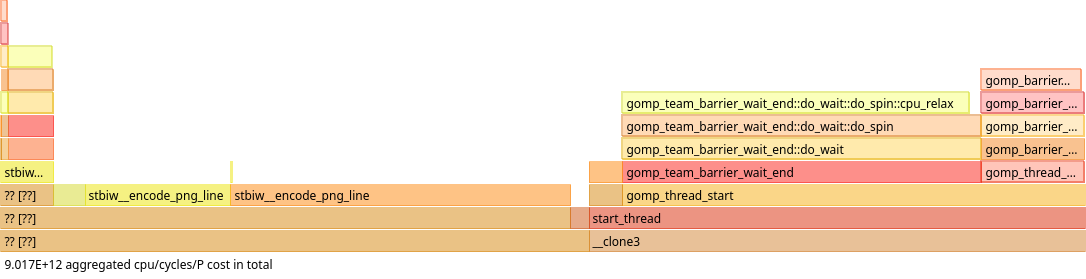 gomp_barrier...
gomp_team_barrier_wait_end::do_wait::do_spin::cpu_relax gomp_barrier_...
gomp_team_barrier_wait_end::do_wait::do_spin gomp_barrier_...
gomp_team_barrier_wait_end::do_wait gomp_barrier_...
stbiw... gomp_team_barrier_wait_end gomp_thread_...
?? [??] stbiw__encode_png_line stbiw__encode_png_line gomp_thread_start
?? [??] start_thread
?? [??] __clone3
9.017E+12 aggregated cpu/cycles/P cost in total